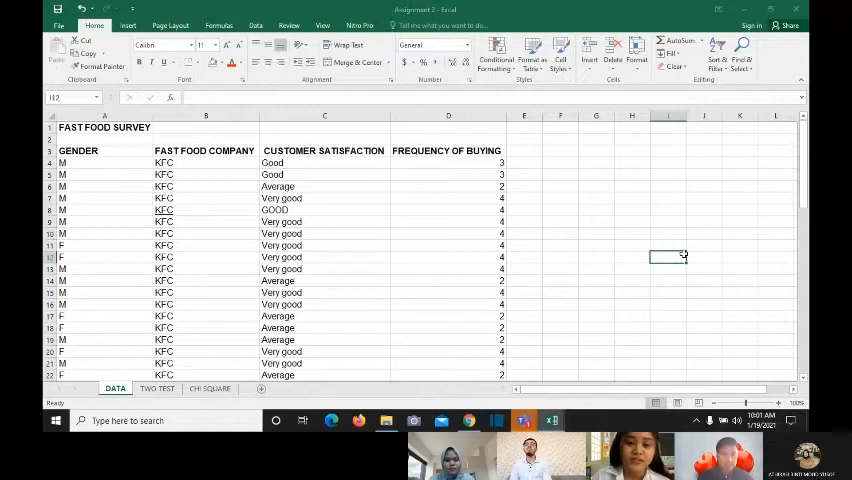 Assignment 2 - Excel
Sign in Share
File Home Insert Page Layout Formulas Data Review View Nitro Pro Tell me what you want to do...
Paste
Cut
Copy
Format Painter
Clipboard
Calibri 11
B I U
Font
Wrap Text
Merge & Center
Alignment
General
$ % ,
Number
Conditional Formatting
Format as Table
Cell Styles
Styles
Insert Delete Format
Cells
AutoSum
Fill
Clear
Sort & Filter
Find & Select
Editing
I12 fx
A B C D E F G H I J K L
1 FAST FOOD SURVEY
2
3 GENDER FAST FOOD COMPANY CUSTOMER SATISFACTION FREQUENCY OF BUYING
4 M KFC Good 3
5 M KFC Good 3
6 M KFC Average 2
7 M KFC Very good 4
8 M KFC GOOD 4
9 M KFC Very good 4
10 M KFC Very good 4
11 F KFC Very good 4
12 F KFC Very good 4
13 M KFC Very good 4
14 M KFC Average 2
15 M KFC Very good 4
16 M KFC Very good 4
17 F KFC Average 2
18 F KFC Average 2
19 M KFC Average 2
20 F KFC Very good 4
21 M KFC Very good 4
22 F KFC Average 2
DATA TWO TEST CHI SQUARE
Ready 100%
Type here to search
10:01 AM
1/19/2021
ATHIRAH BINTI MOHD YUSOF